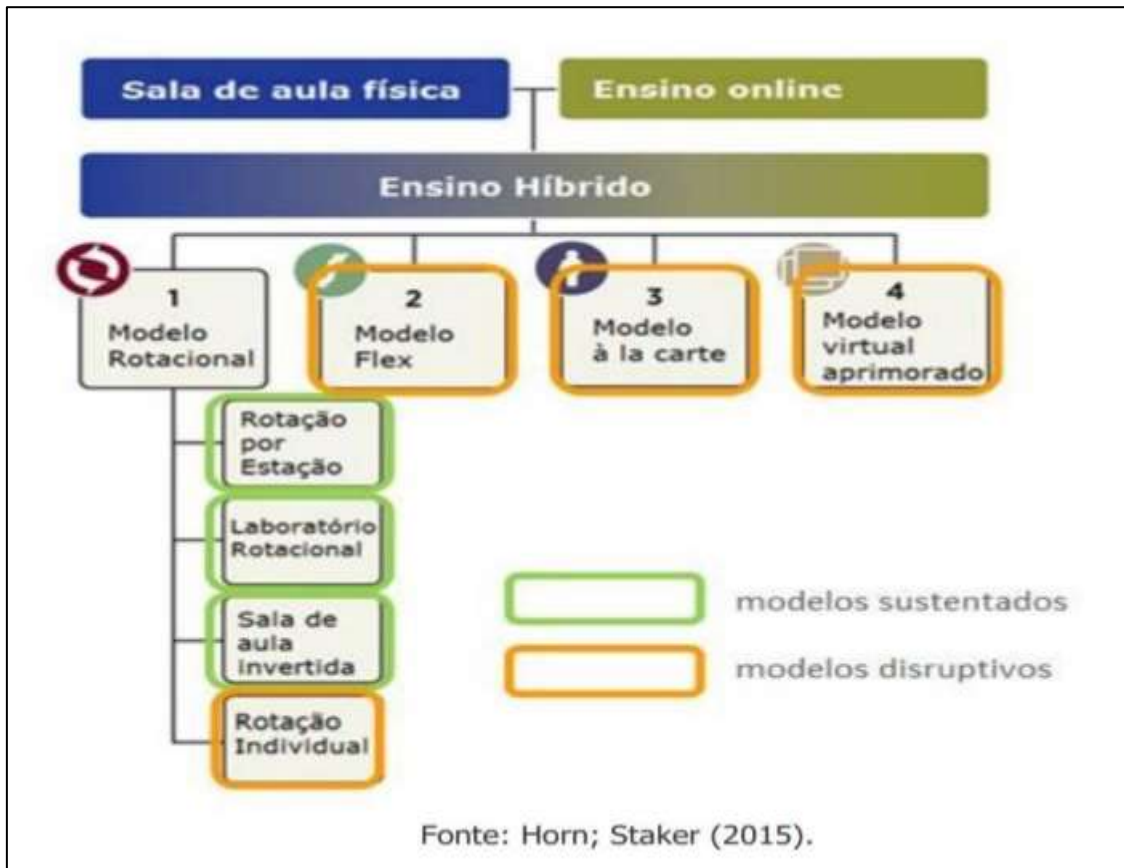 Sala de aula física
Ensino online
Ensino Híbrido
1
Modelo
Rotacional
2
Modelo
Flex
3
Modelo
à la carte
4
Modelo
virtual
aprimorado
Rotação
por
Estação
Laboratório
Rotacional
Sala de
aula
invertida
Rotação
Individual
modelos sustentados
modelos disruptivos
Fonte: Horn; Staker (2015).